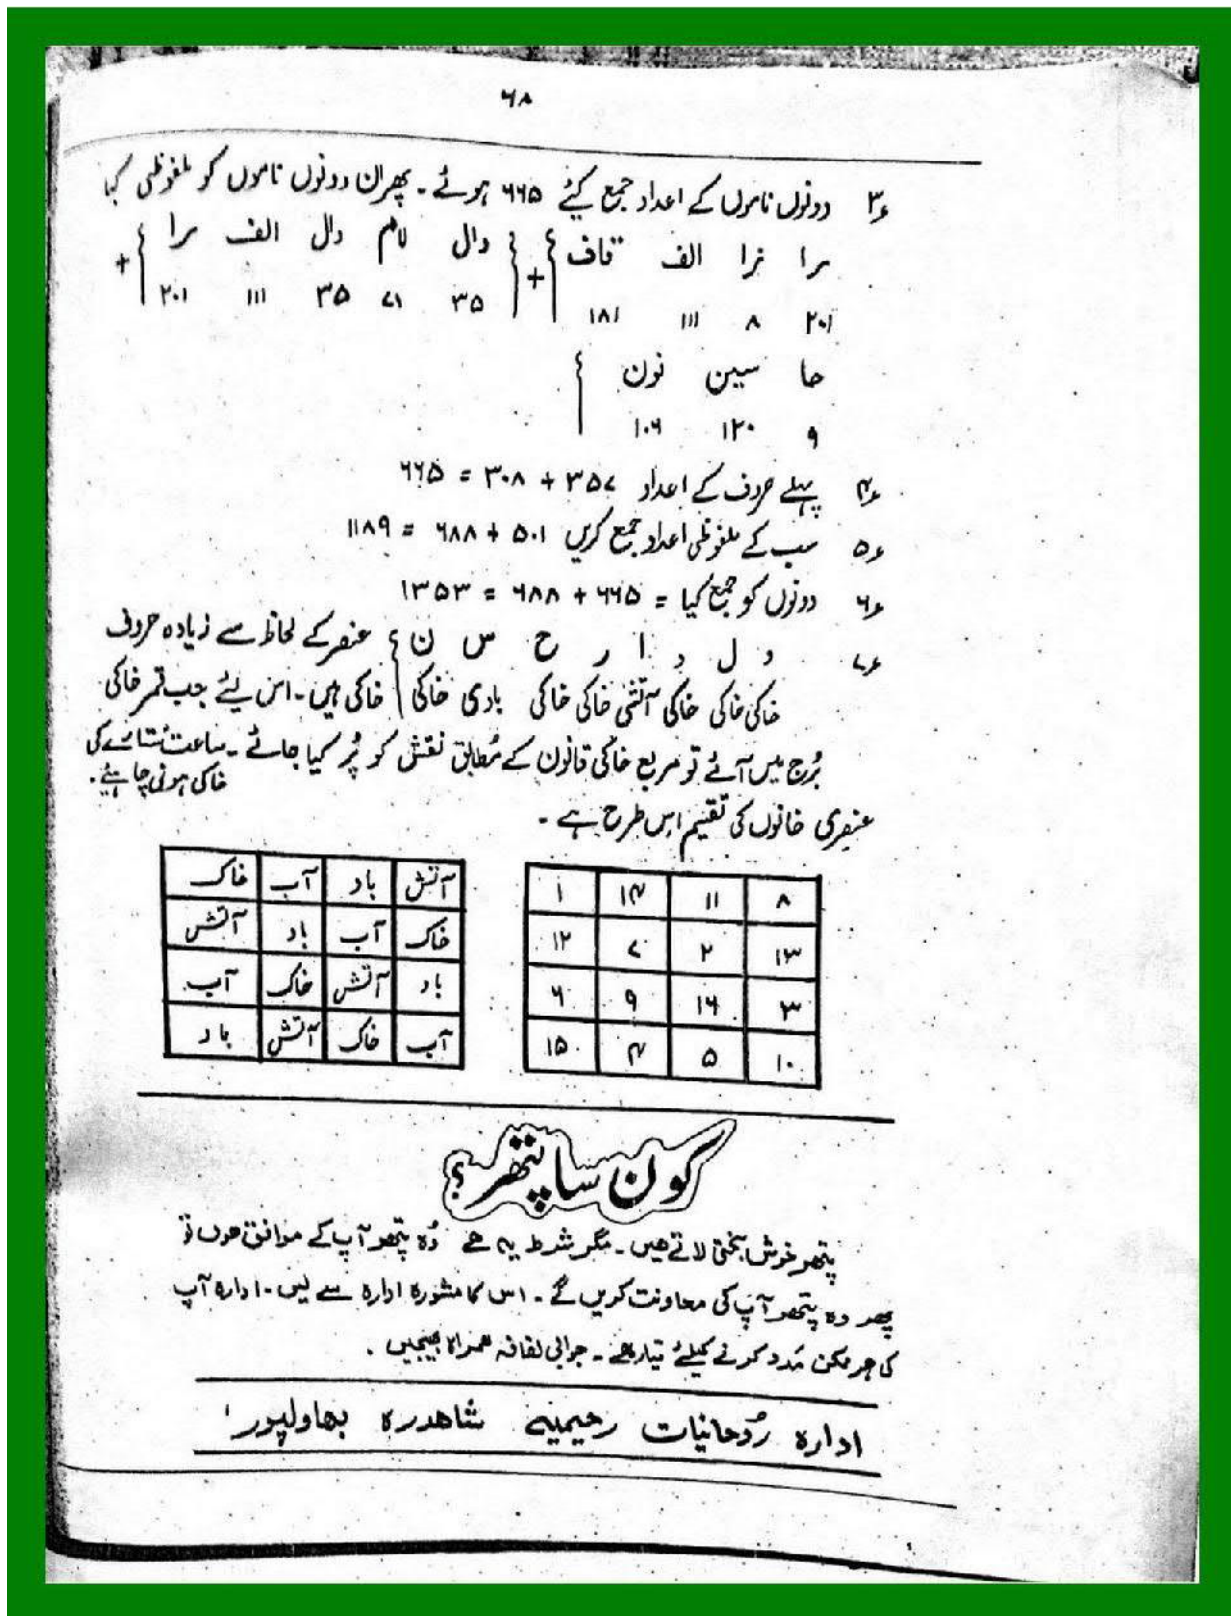 ۶۸
۳؎ دونوں ناموں کے اعداد جمع کیئے ۶۶۵ ہوئے ۔ پھر ان دونوں ناموں کو ملفوظی کیا
را زا الف قاف } + { دال لام دال الف را } +
۲۰۱ ۸ ۱۱۱ ۱۸۱ ۳۵ ۷۱ ۳۵ ۱۱۱ ۲۰۱
حا سین نون }
۹ ۱۲۰ ۱۰۶
۴؎ پہلے حروف کے اعداد ۳۵۷ + ۳۰۸ = ۶۶۵
۵؎ سب کے ملفوظی اعداد جمع کریں ۵۰۱ + ۶۸۸ = ۱۱۸۹
۶؎ دونوں کو جمع کیا = ۶۶۵ + ۶۸۸ = ۱۳۵۳
۷؎ د ل د ا ر ح س ن } عنصر کے لحاظ سے زیادہ حروف
خاکی خاکی خاکی آتشی خاکی خاکی بادی خاکی } خاکی ہیں ۔ اس لیئے جب قمر خاکی
بُرج میں آئے تو مربع خاکی قانون کے مُطابق نقش کو پُر کیا جائے ۔ ساعت ستارے کی
خاکی ہونی چاہیئے ۔
عنصری خانوں کی تقسیم اس طرح ہے ۔
۸ ۱۱ ۱۴ ۱
۱۳ ۲ ۷ ۱۲
۳ ۱۶ ۹ ۶
۱۰ ۵ ۴ ۱۵
آتش باد آب خاک
خاک آب باد آتش
باد آتش خاک آب
آب خاک آتش باد
کون سا پتھر ؟
پتھر خوش بختی لاتے ہیں ۔ مگر شرط یہ ہے وُہ پتھر آپ کے موافق ہوں تو
پھر وہ پتھر آپ کی معاونت کریں گے ۔ اس کا مشورہ ادارہ سے لیں ۔ ادارہ آپ
کی ہر ممکن مَدد کرنے کیلئے تیار ہے ۔ جوابی لفافہ ہمراہ بھیجیں ۔
ادارہ رُوحانیات رحیمیہ شاھدرہ بھاولپور